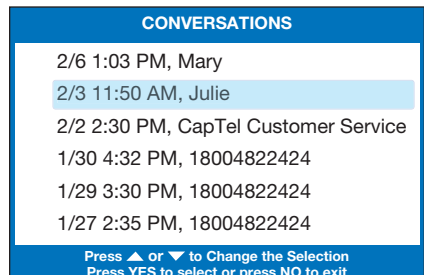 CONVERSATIONS
2/6 1:03 PM, Mary
2/3 11:50 AM, Julie
2/2 2:30 PM, CapTel Customer Service
1/30 4:32 PM, 18004822424
1/29 3:30 PM, 18004822424
1/27 2:35 PM, 18004822424
Press ▲ or ▼ to Change the Selection
Press YES to select or press NO to exit